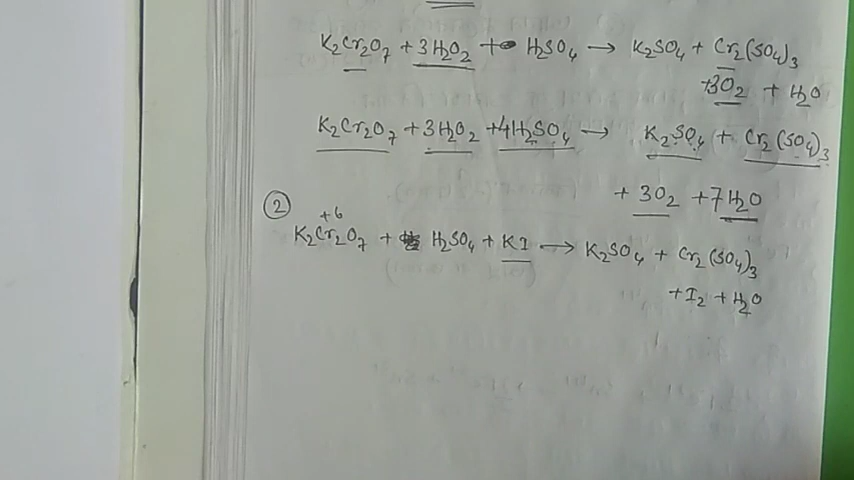 K₂Cr₂O₇ + 3H₂O₂ + H₂SO₄ → K₂SO₄ + Cr₂(SO₄)₃
+3O₂ + H₂O
K₂Cr₂O₇ + 3H₂O₂ + 4H₂SO₄ → K₂SO₄ + Cr₂(SO₄)₃
+ 3O₂ + 7H₂O
②
+6
K₂Cr₂O₇ + H₂SO₄ + KI → K₂SO₄ + Cr₂(SO₄)₃
+ I₂ + H₂O